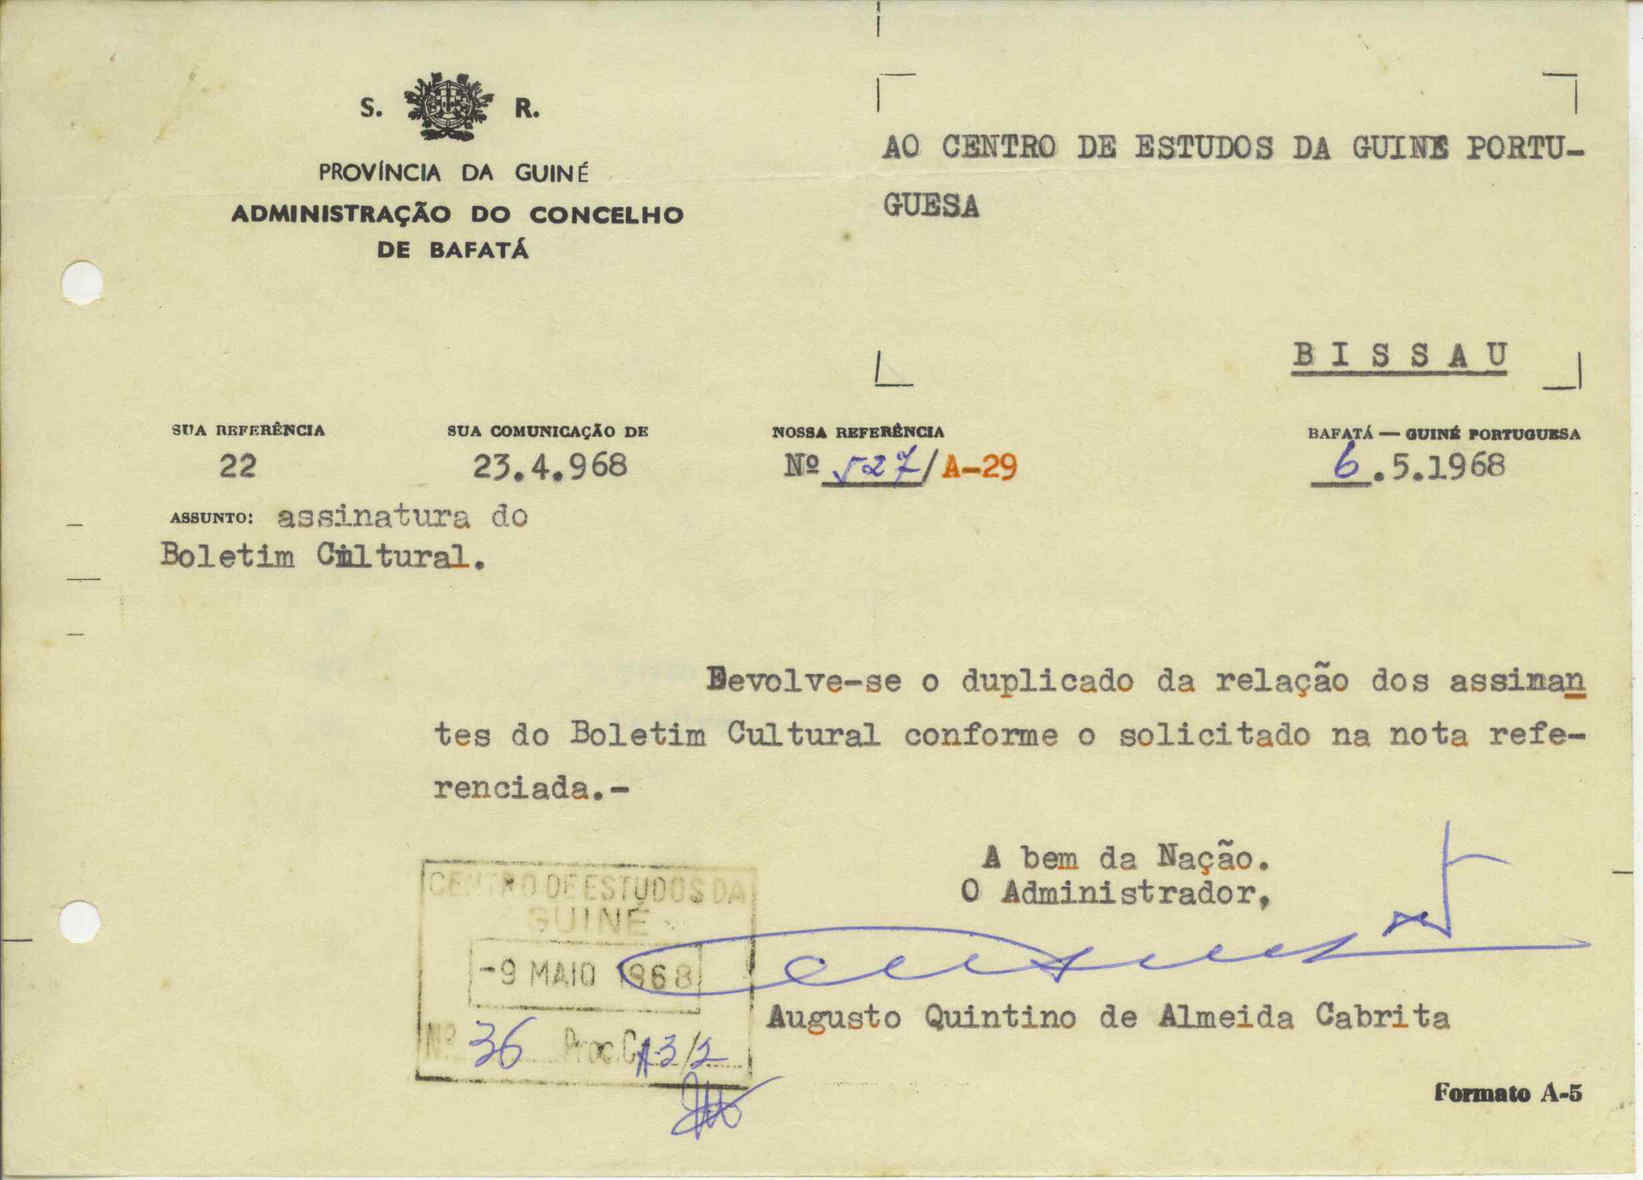 S. R.
PROVÍNCIA DA GUINÉ
ADMINISTRAÇÃO DO CONCELHO
DE BAFATÁ
AO CENTRO DE ESTUDOS DA GUINE PORTU-
GUESA
B I S S A U
SUA REFERÊNCIA SUA COMUNICAÇÃO DE NOSSA REFERÊNCIA BAFATÁ — GUINÉ PORTUGUESA
22 23.4.968 Nº 527/A-29 6.5.1968
ASSUNTO: assinatura do
Boletim Cultural.
Devolve-se o duplicado da relação dos assinan
tes do Boletim Cultural conforme o solicitado na nota refe-
renciada.-
A bem da Nação.
O Administrador,
Augusto Quintino de Almeida Cabrita
CENTRO DE ESTUDOS DA
GUINÉ
-9 MAIO 1968
Nº 36 Proc. A-3/2
Formato A-5